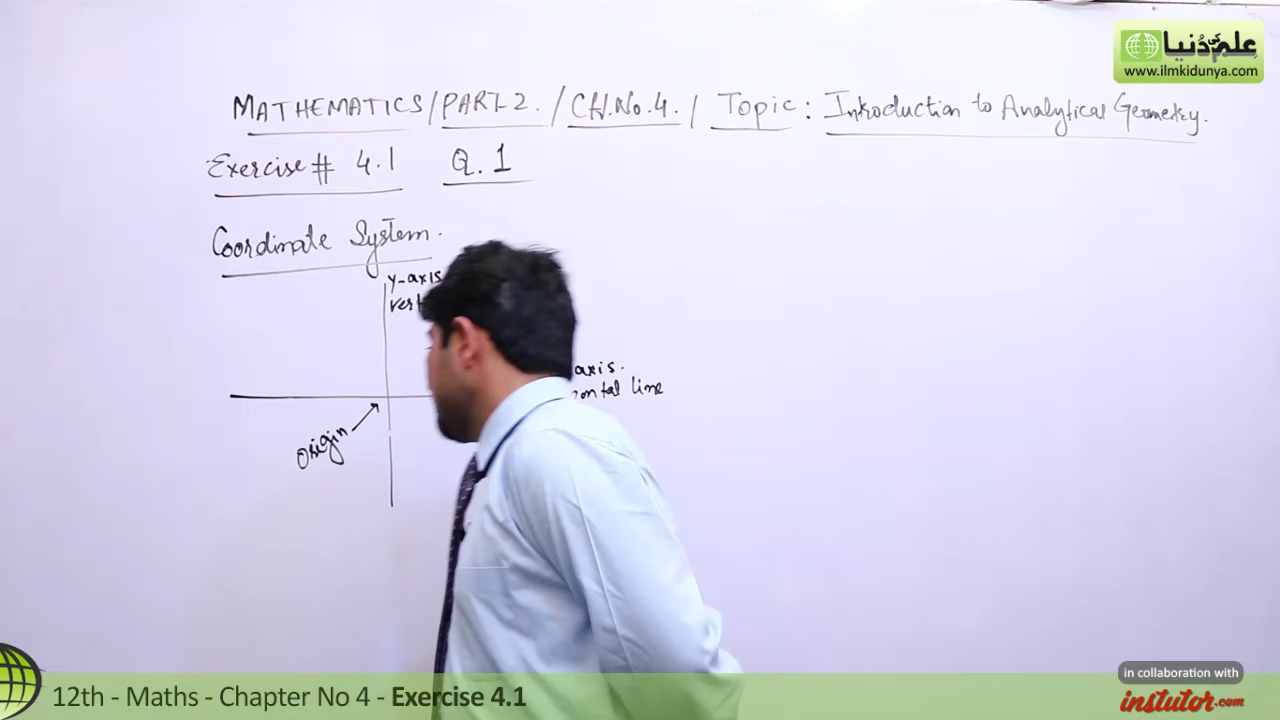 علم کی دُنیا
www.ilmkidunya.com
MATHEMATICS/PART-2. / CH.No.4. / Topic: Introduction to Analytical Geometry.
Exercise# 4.1 Q.1
Coordinate System.
y-axis
axis.
line
origin
in collaboration with
instutor.com
12th - Maths - Chapter No 4 - Exercise 4.1